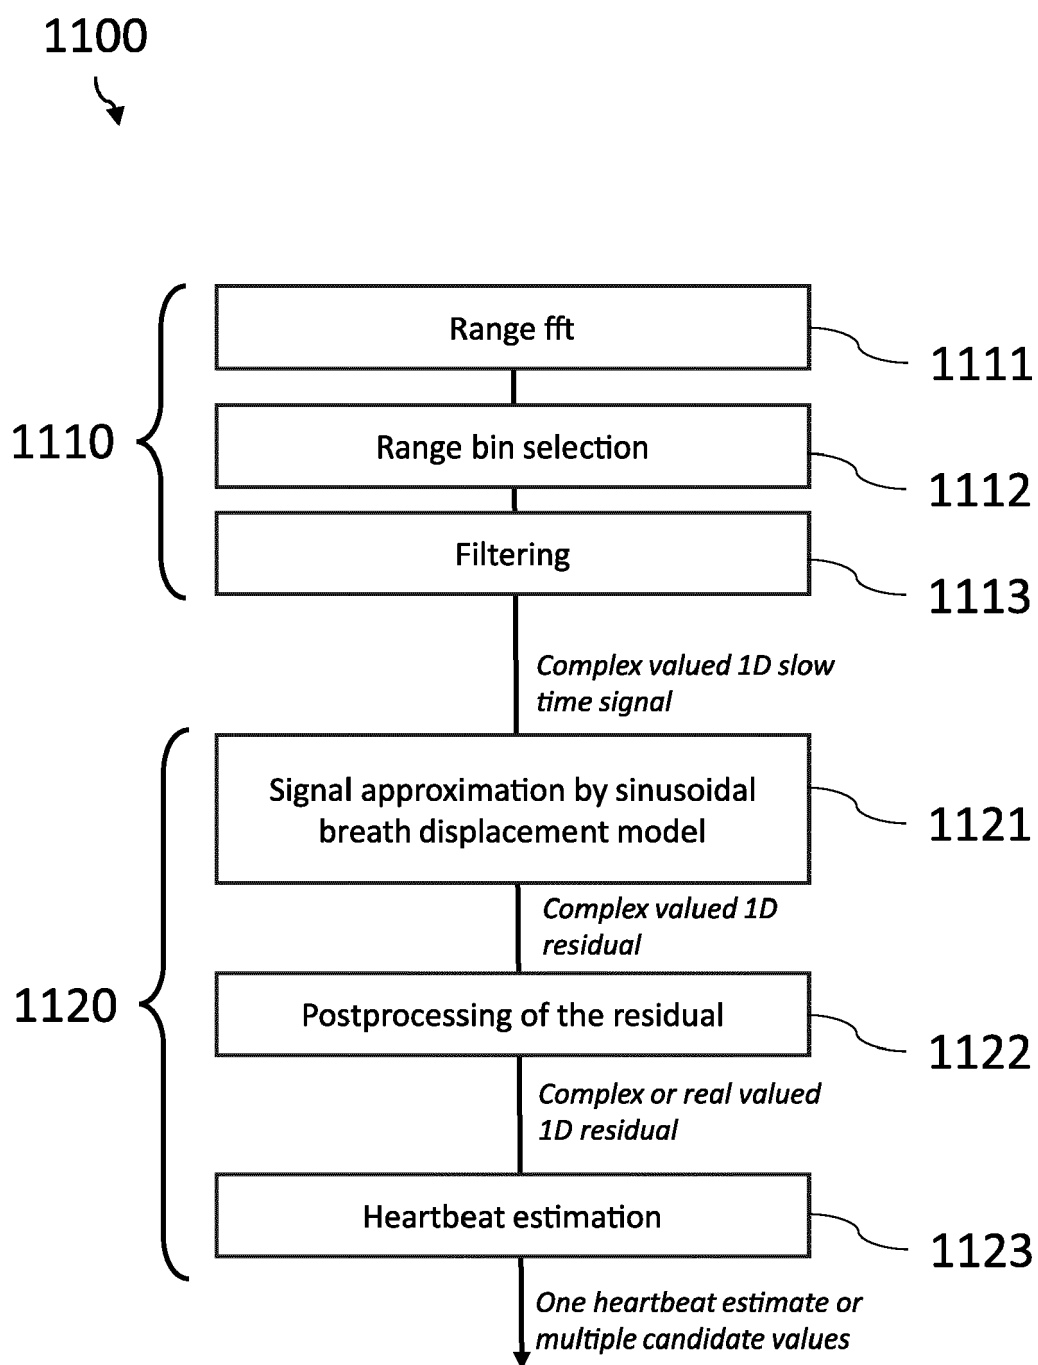 1100
Range fft
1111
1110
Range bin selection
1112
Filtering
1113
Complex valued 1D slow
time signal
Signal approximation by sinusoidal
breath displacement model
1121
Complex valued 1D
residual
1120
Postprocessing of the residual
1122
Complex or real valued
1D residual
Heartbeat estimation
1123
One heartbeat estimate or
multiple candidate values